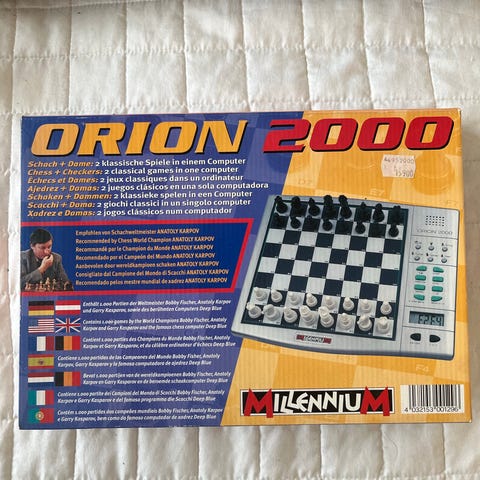 ORION 2000
Schach + Dame: 2 klassische Spiele in einem Computer
Chess + Checkers: 2 classical games in one computer
Échecs et Dames: 2 jeux classiques dans un ordinateur
Ajedrez + Damas: 2 juegos clásicos en una sola computadora
Schaken + Dammen: 2 klassieke spelen in een Computer
Scacchi + Dama: 2 giochi classici in un singolo computer
Xadrez e Damas: 2 jogos clássicos num computador
Empfohlen von Schachweltmeister ANATOLY KARPOV
Recommended by Chess World Champion ANATOLY KARPOV
Recommandé par le Champion du Monde ANATOLY KARPOV
Recomendado por el Campeón del Mundo ANATOLY KARPOV
Aanbevolen door wereldkampioen schaken ANATOLY KARPOV
Consigliato dal Campione del Mondo di Scacchi ANATOLY KARPOV
Recomendado pelos mestre mundial de xadrez ANATOLY KARPOV
Enthält 1.000 Partien der Weltmeister Bobby Fischer, Anatoly Karpov
und Garry Kasparov, sowie des berühmten Computers Deep Blue
Contains 1.000 games by the World Champions Bobby Fischer, Anatoly
Karpov and Garry Kasparov and the famous chess computer Deep Blue
Contient 1.000 parties des Champions du Monde Bobby Fischer, Anatoly
Karpov et Garry Kasparov, et du célèbre ordinateur d'échecs Deep Blue
Contiene 1.000 partidas de las Campeones del Mundo Bobby Fischer, Anatoly
Karpov y Garry Kasparov y la famosa computadora de ajedrez Deep Blue
Bevat 1.000 partijen van de wereldkampioenen Bobby Fischer, Anatoly
Karpov en Garry Kasparov en de beroemde schaakcomputer Deep Blue
Contiene 1.000 partite dei Campioni del Mondo di Scacchi Bobby Fischer, Anatoly
Karpov e Garry Kasparov e del famoso programma di Scacchi Deep Blue
Contém 1.000 partidas dos campeões mundiais Bobby Fischer, Anatoly Karpov
e Garry Kasparov, bem como do famoso computador de xadrez Deep Blue
ORION 2000
MILLENNIUM
F4
MILLENNIUM
4 032153 001296